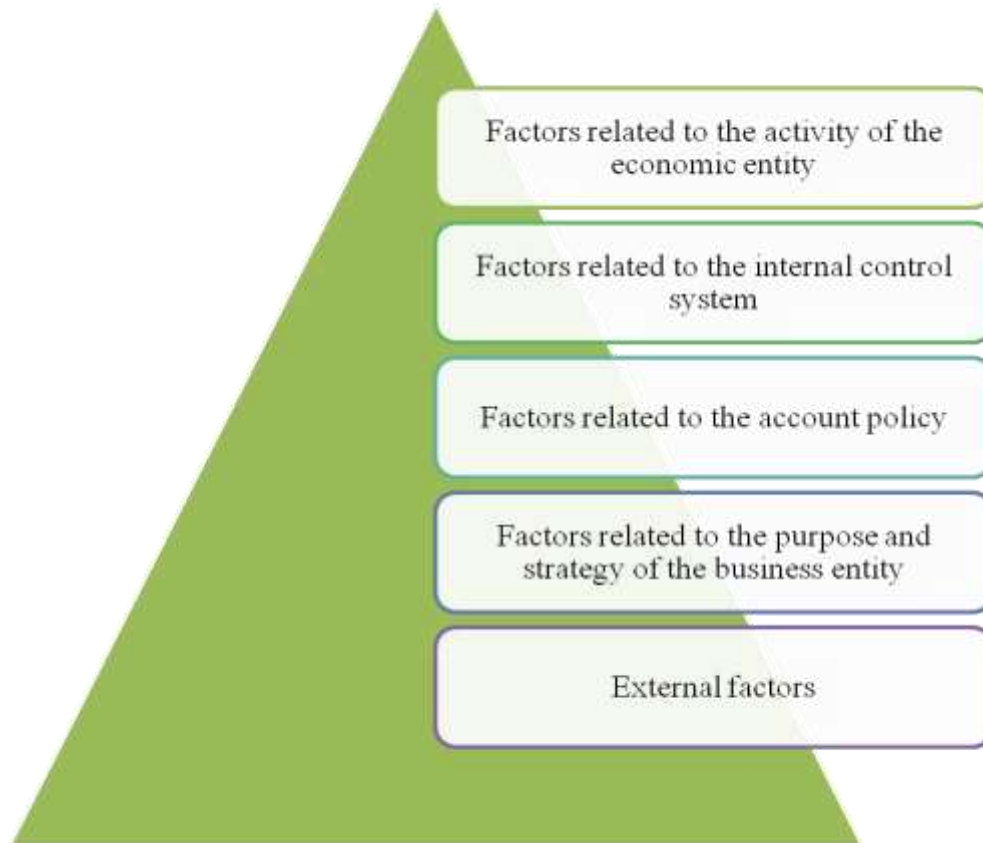 Factors related to the activity of the
economic entity
Factors related to the internal control
system
Factors related to the account policy
Factors related to the purpose and
strategy of the business entity
External factors